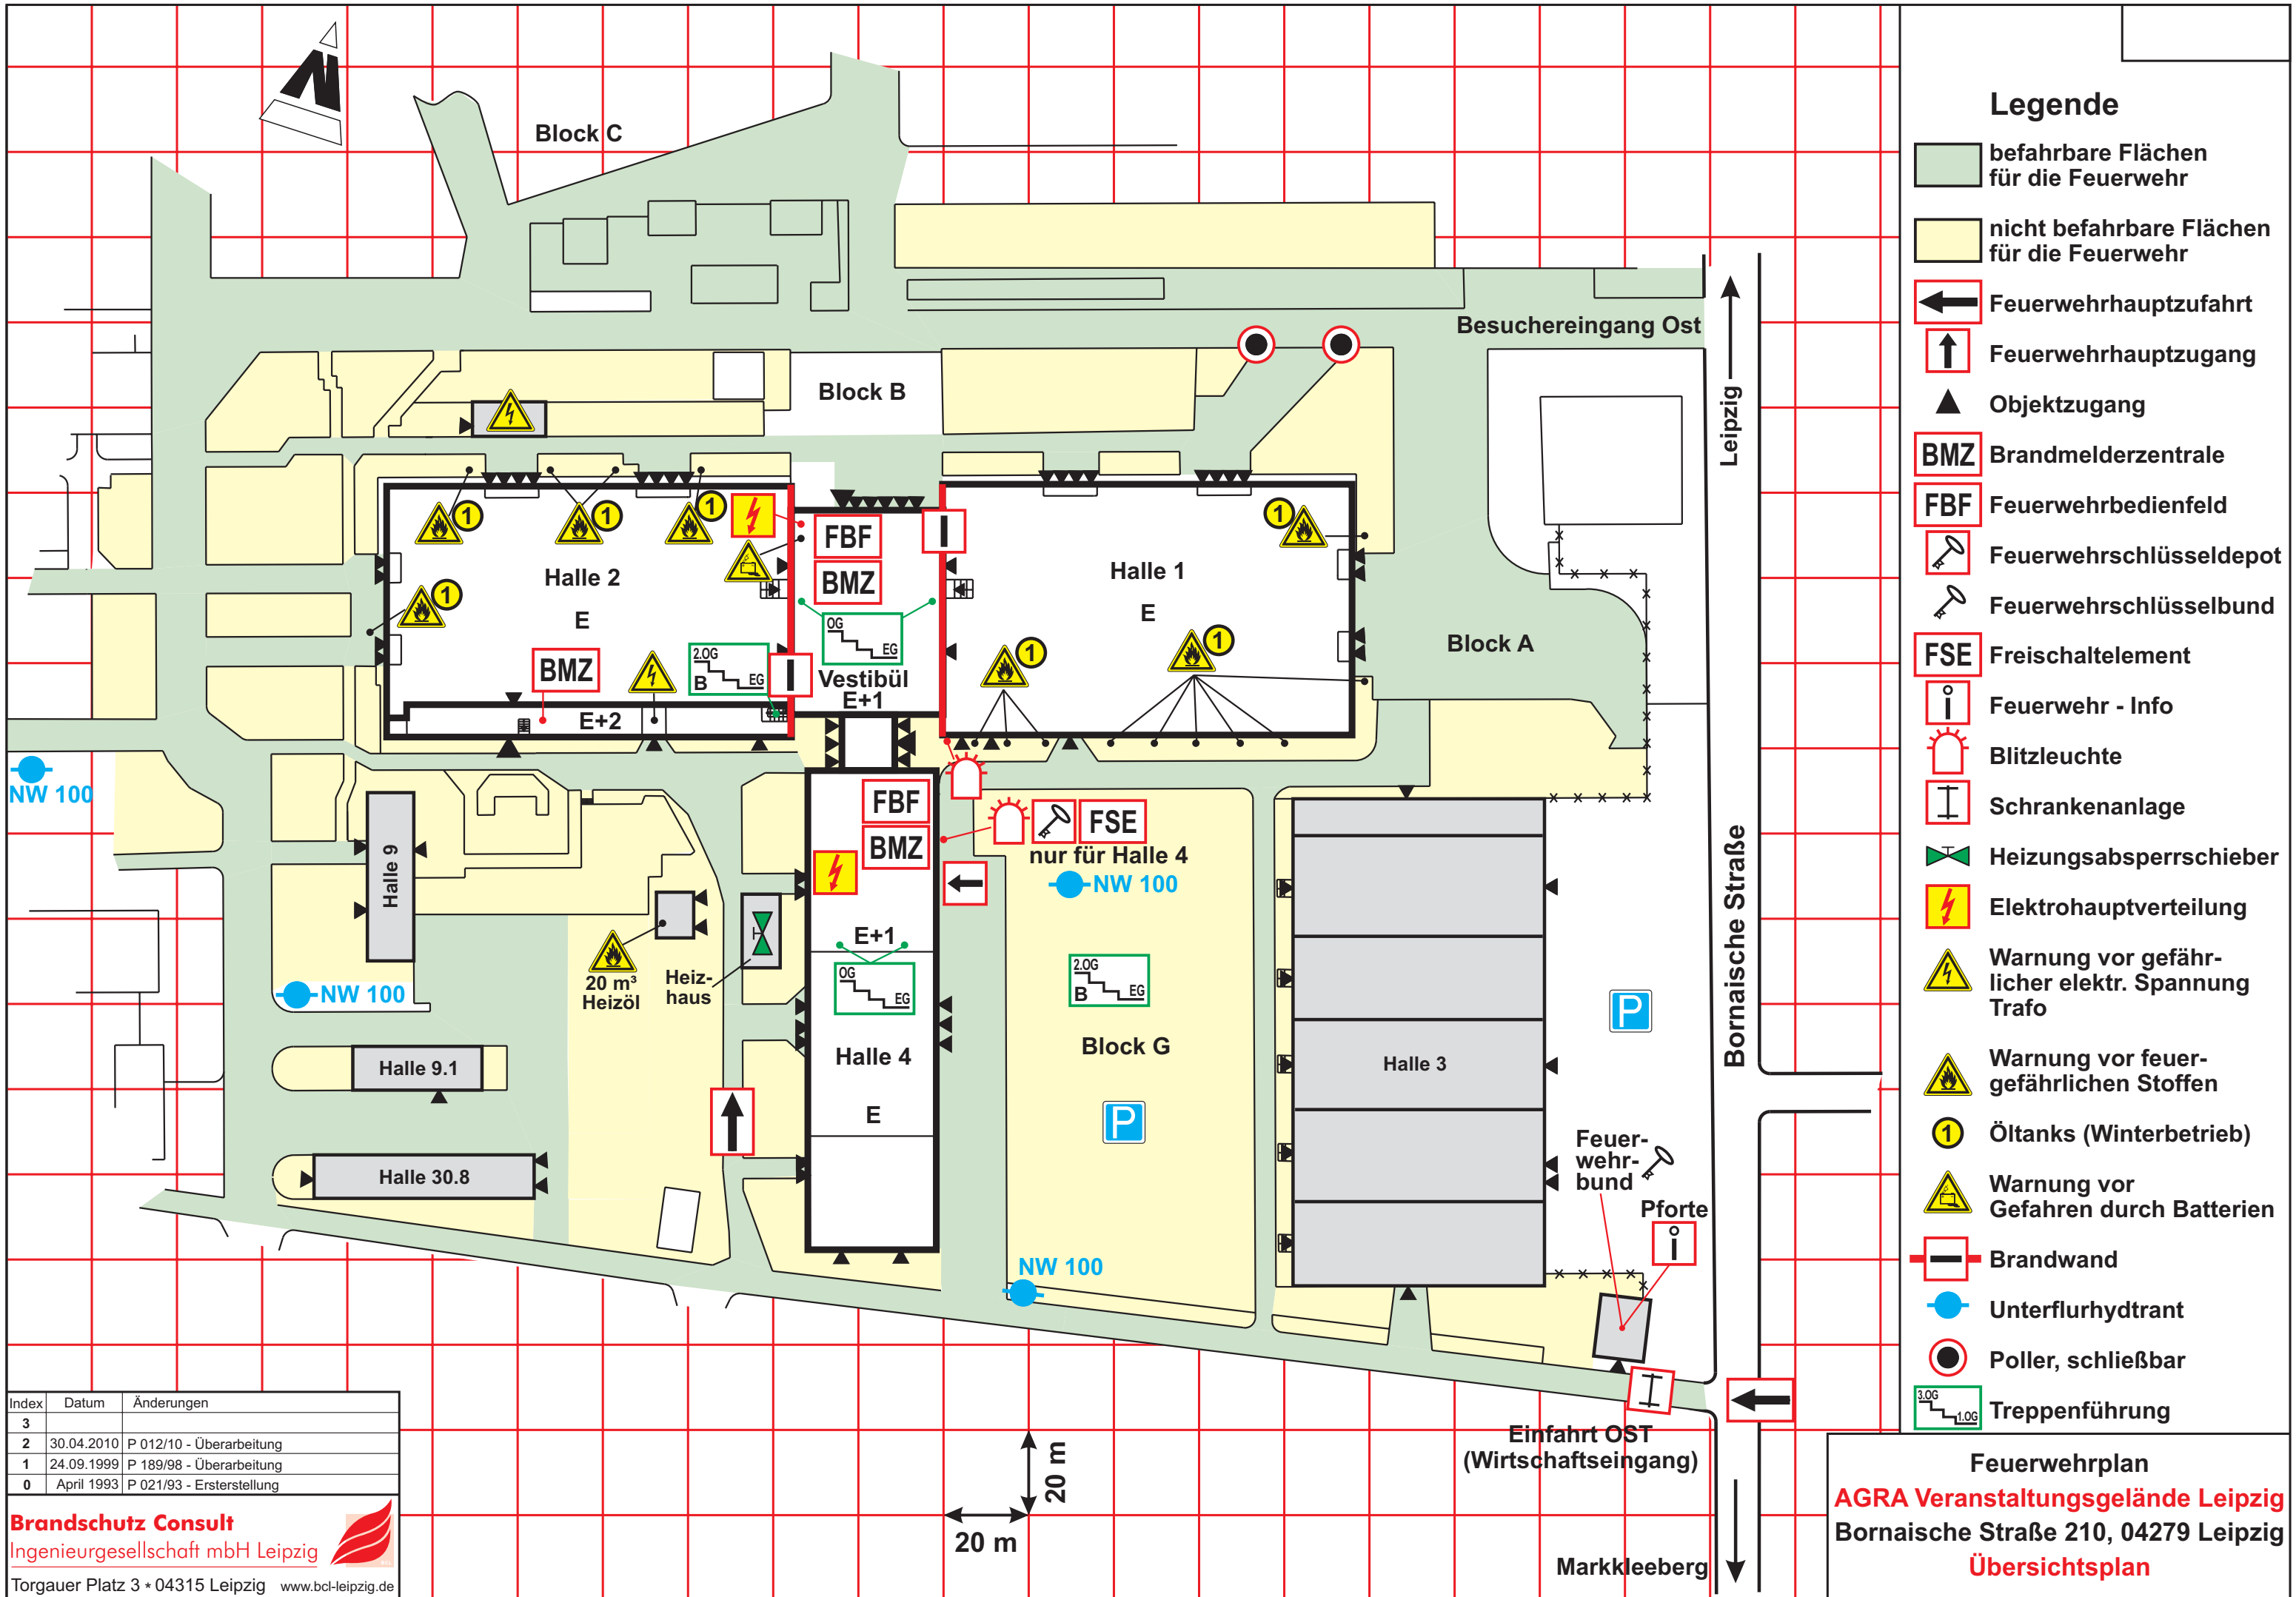 N
Block C
Block B
Besuchereingang Ost
Leipzig
1
1
1
1
1
1
1
FBF
BMZ
Halle 2
E
Halle 1
E
Block A
OG
EG
2.OG
B
EG
BMZ
Vestibül
E+1
E+2
NW 100
FBF
BMZ
FSE
nur für Halle 4
NW 100
Halle 9
20 m³
Heizöl
Heiz-
haus
E+1
OG
EG
2.OG
B
EG
NW 100
Halle 4
E
Block G
P
Halle 3
P
Bornaische Straße
Halle 9.1
Halle 30.8
Feuer-
wehr-
bund
Pforte
i
NW 100
Einfahrt OST
(Wirtschaftseingang)
Markkleeberg
20 m
20 m
Legende
befahrbare Flächen
für die Feuerwehr
nicht befahrbare Flächen
für die Feuerwehr
Feuerwehrhauptzufahrt
Feuerwehrhauptzugang
Objektzugang
BMZ Brandmelderzentrale
FBF Feuerwehrbedienfeld
Feuerwehrschlüsseldepot
Feuerwehrschlüsselbund
FSE Freischaltelement
i Feuerwehr - Info
Blitzleuchte
Schrankenanlage
Heizungsabsperrschieber
Elektrohauptverteilung
Warnung vor gefähr-
licher elektr. Spannung
Trafo
Warnung vor feuer-
gefährlichen Stoffen
1 Öltanks (Winterbetrieb)
Warnung vor
Gefahren durch Batterien
Brandwand
Unterflurhydtrant
Poller, schließbar
3.OG
1.OG
Treppenführung
Index Datum Änderungen
3
2 30.04.2010 P 012/10 - Überarbeitung
1 24.09.1999 P 189/98 - Überarbeitung
0 April 1993 P 021/93 - Ersterstellung
Brandschutz Consult
Ingenieurgesellschaft mbH Leipzig
Torgauer Platz 3 * 04315 Leipzig www.bcl-leipzig.de
Feuerwehrplan
AGRA Veranstaltungsgelände Leipzig
Bornaische Straße 210, 04279 Leipzig
Übersichtsplan